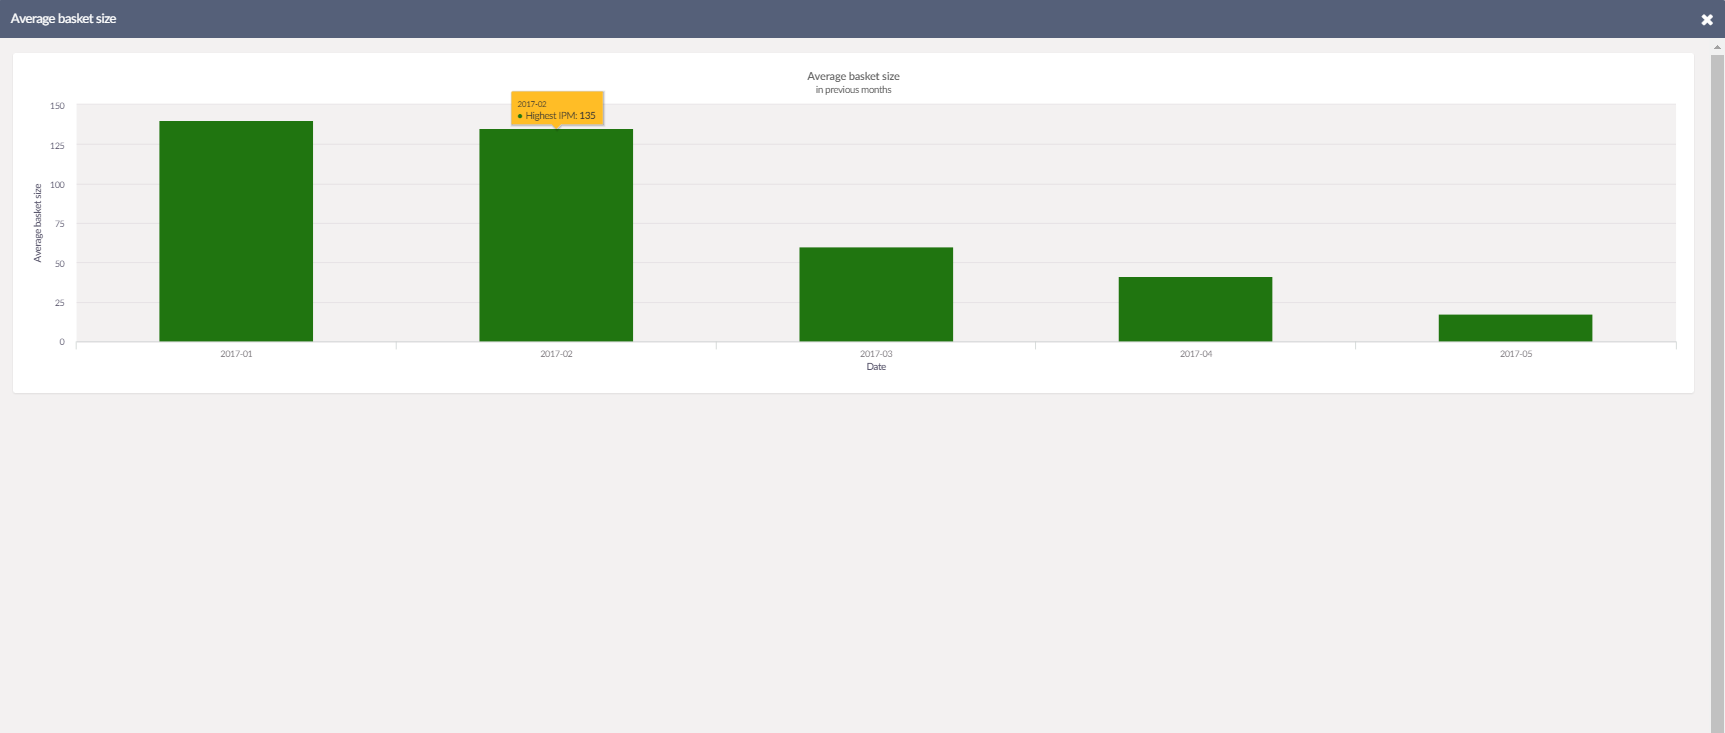 Average basket size
Average basket size
in previous months
150
2017-02
● Highest IPM: 135
125
100
75
50
25
0
Average basket size
2017-01
2017-02
2017-03
2017-04
2017-05
Date